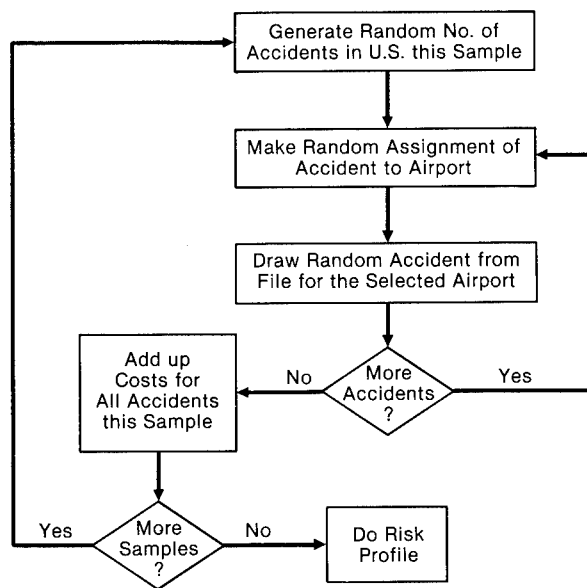 Generate Random No. of
Accidents in U.S. this Sample
Make Random Assignment of
Accident to Airport
Draw Random Accident from
File for the Selected Airport
Add up
Costs for
All Accidents
this Sample
No
More
Accidents
?
Yes
Yes
More
Samples
?
No
Do Risk
Profile